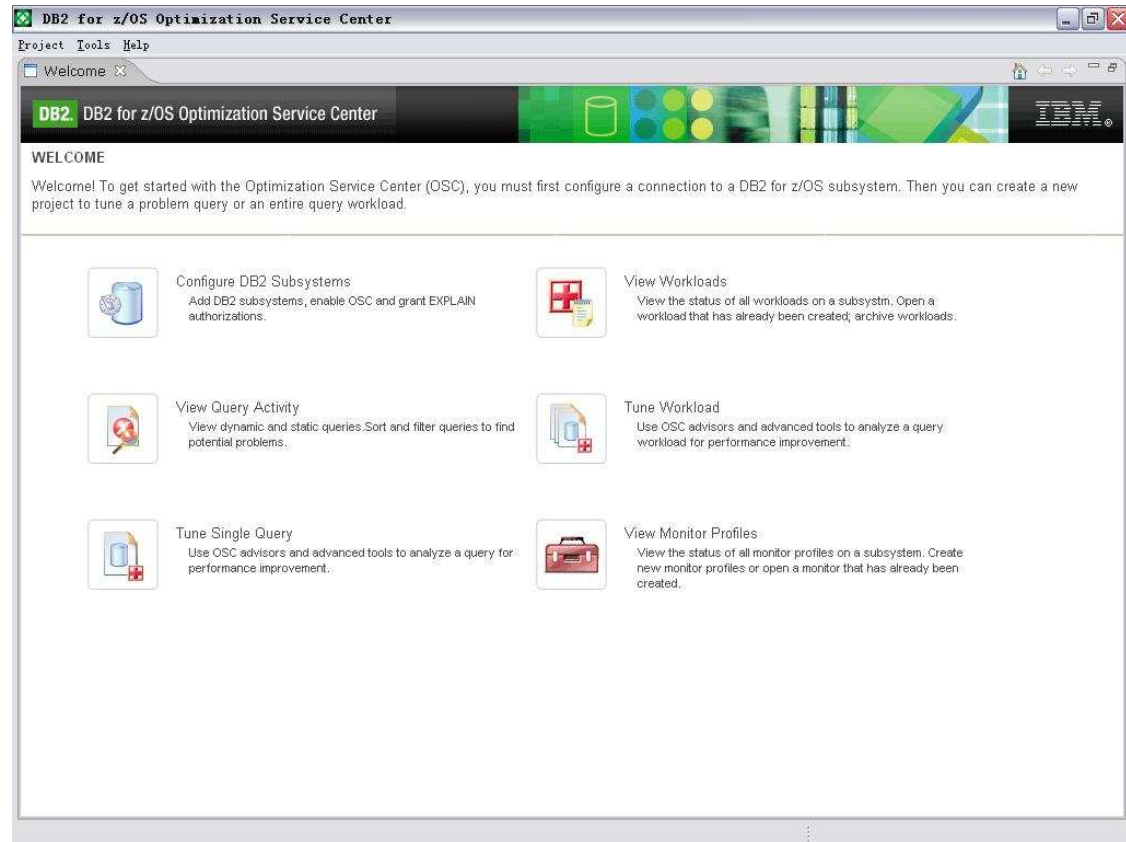 DB2 for z/OS Optimization Service Center
Project Tools Help
Welcome
DB2. DB2 for z/OS Optimization Service Center
IBM®
WELCOME
Welcome! To get started with the Optimization Service Center (OSC), you must first configure a connection to a DB2 for z/OS subsystem. Then you can create a new
project to tune a problem query or an entire query workload.
Configure DB2 Subsystems
Add DB2 subsystems, enable OSC and grant EXPLAIN
authorizations.
View Workloads
View the status of all workloads on a subsystm. Open a
workload that has already been created; archive workloads.
View Query Activity
View dynamic and static queries.Sort and filter queries to find
potential problems.
Tune Workload
Use OSC advisors and advanced tools to analyze a query
workload for performance improvement.
Tune Single Query
Use OSC advisors and advanced tools to analyze a query for
performance improvement.
View Monitor Profiles
View the status of all monitor profiles on a subsystem. Create
new monitor profiles or open a monitor that has already been
created.